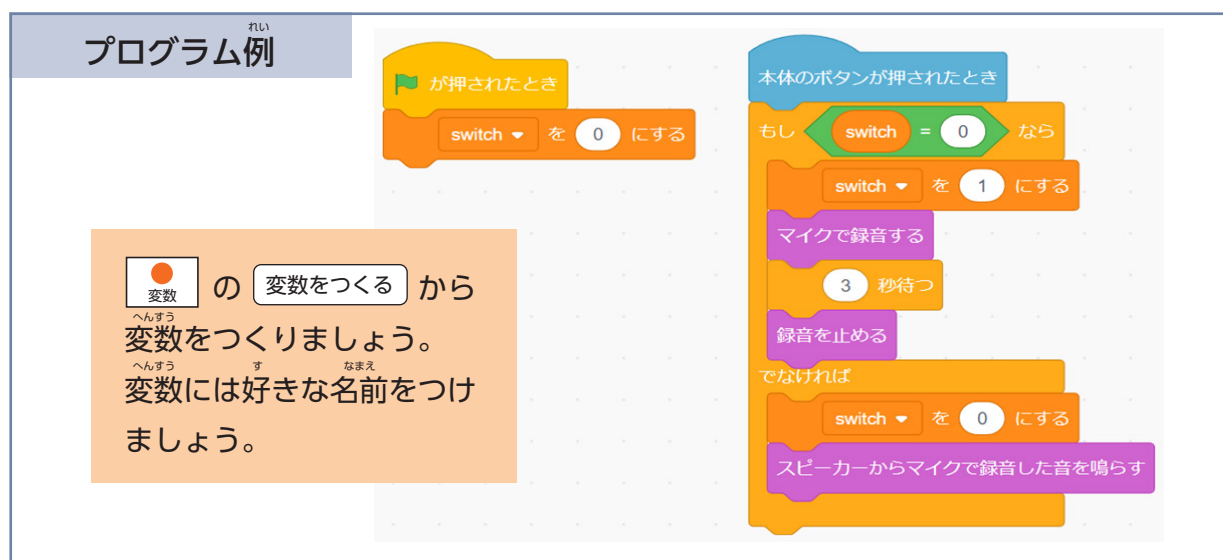 プログラム例
れい
が押されたとき
switch を 0 にする
本体のボタンが押されたとき
もし switch = 0 なら
switch を 1 にする
マイクで録音する
3 秒待つ
録音を止める
でなければ
switch を 0 にする
スピーカーからマイクで録音した音を鳴らす
変数 の 変数をつくる から
へんすう
変数をつくりましょう。
へんすう す なまえ
変数には好きな名前をつけ
ましょう。